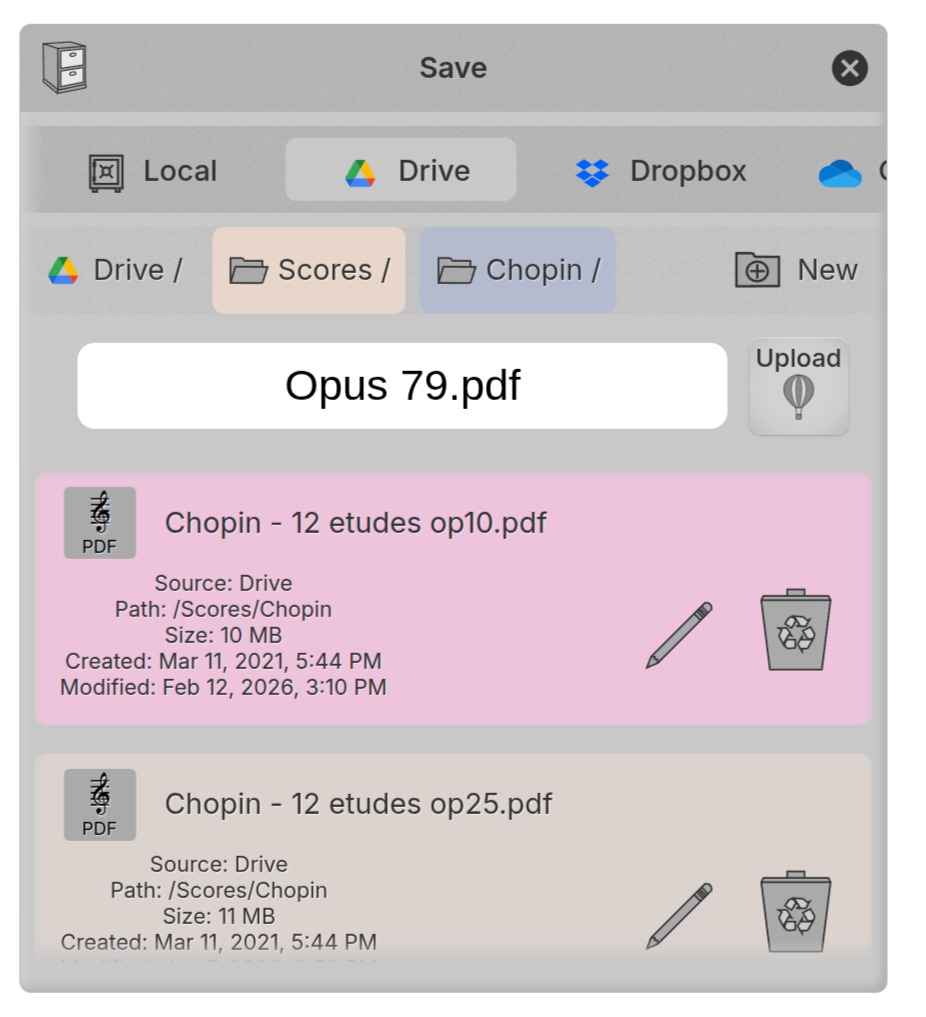 Save
Local
Drive
Dropbox
Drive /
Scores /
Chopin /
New
Opus 79.pdf
Upload
PDF
Chopin - 12 etudes op10.pdf
Source: Drive
Path: /Scores/Chopin
Size: 10 MB
Created: Mar 11, 2021, 5:44 PM
Modified: Feb 12, 2026, 3:10 PM
PDF
Chopin - 12 etudes op25.pdf
Source: Drive
Path: /Scores/Chopin
Size: 11 MB
Created: Mar 11, 2021, 5:44 PM